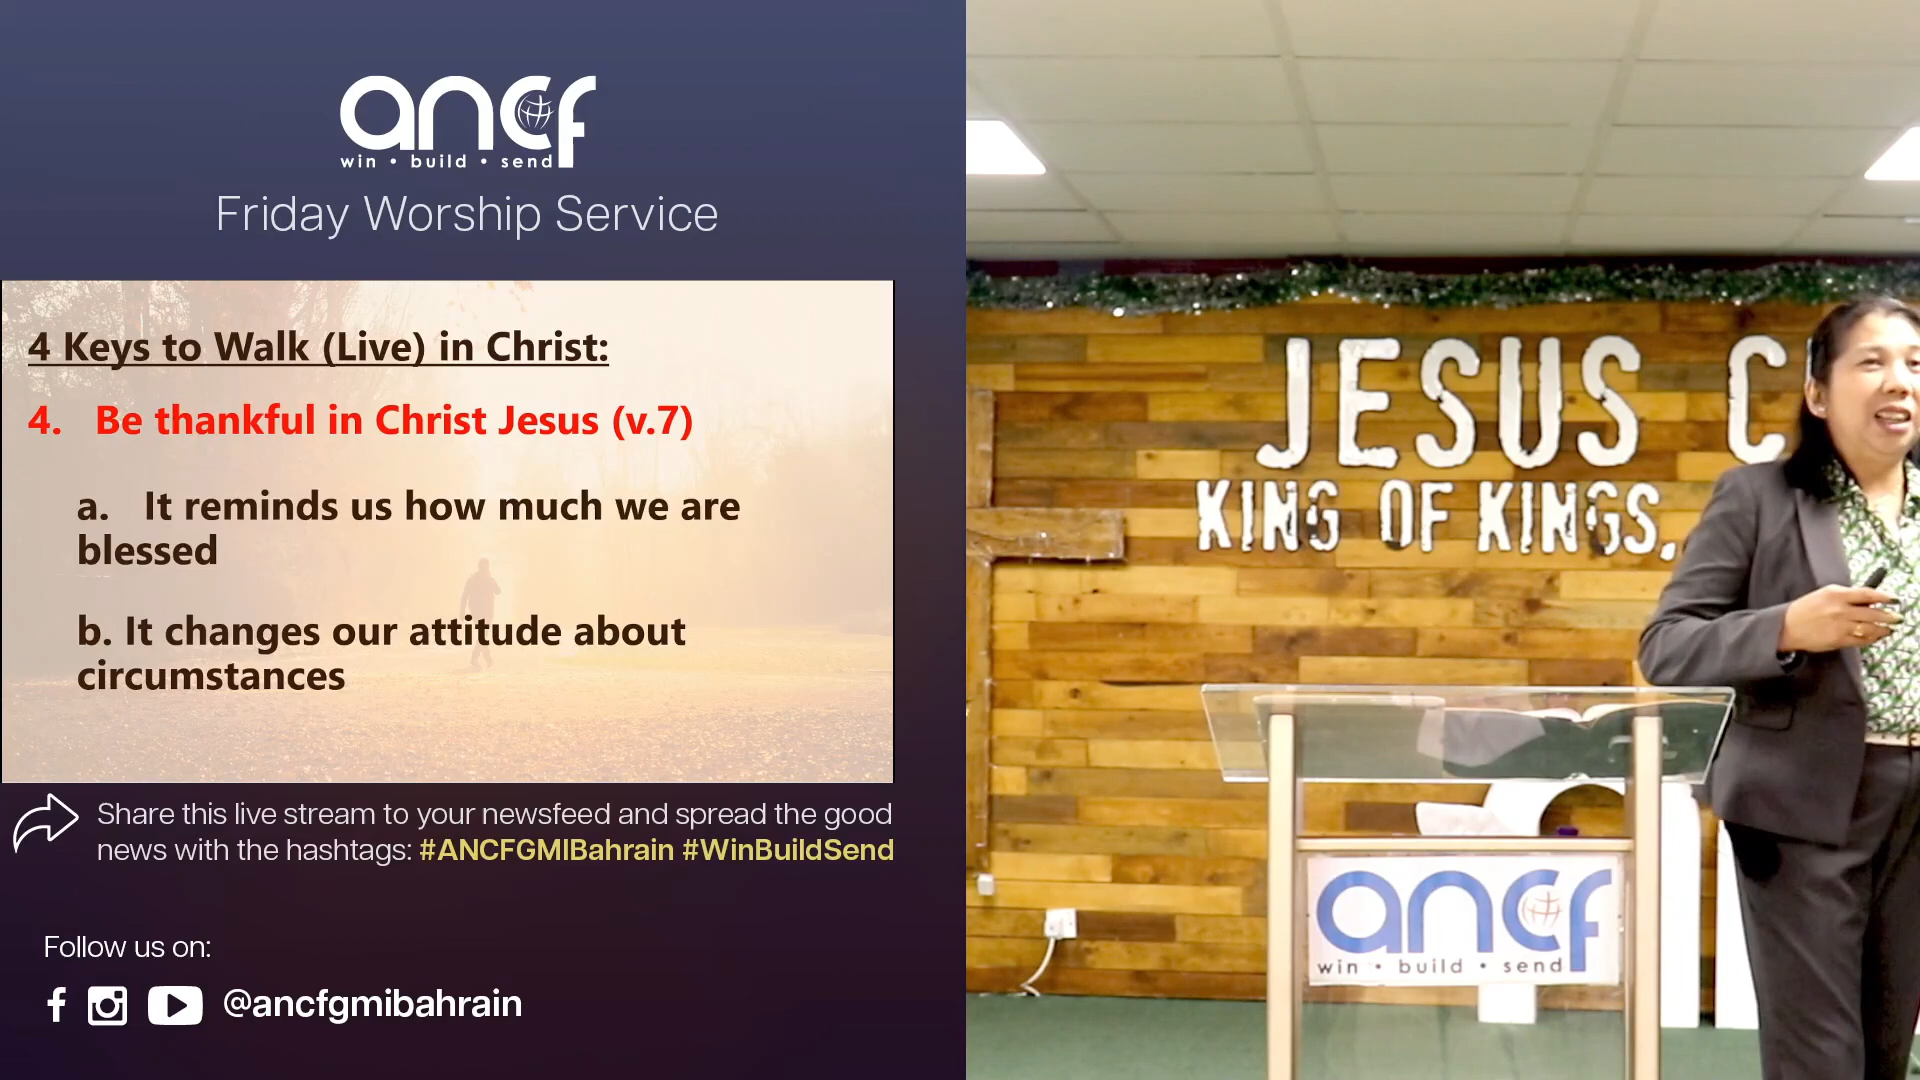 ancf
win • build • send
Friday Worship Service
4 Keys to Walk (Live) in Christ:
4. Be thankful in Christ Jesus (v.7)
a. It reminds us how much we are
blessed
b. It changes our attitude about
circumstances
Share this live stream to your newsfeed and spread the good
news with the hashtags: #ANCFGMIBahrain #WinBuildSend
Follow us on:
@ancfgmibahrain
JESUS C
KING OF KINGS,
ancf
win • build • send